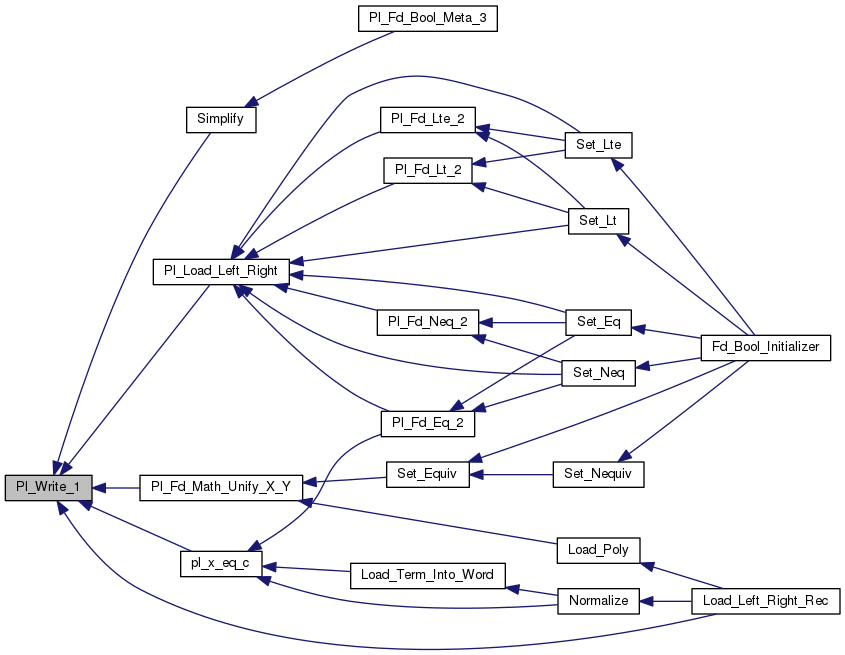 Pl_Fd_Bool_Meta_3
Simplify
Pl_Fd_Lte_2
Set_Lte
Pl_Fd_Lt_2
Set_Lt
Pl_Load_Left_Right
Pl_Fd_Neq_2
Set_Eq
Fd_Bool_Initializer
Set_Neq
Pl_Fd_Eq_2
Pl_Write_1
Pl_Fd_Math_Unify_X_Y
Set_Equiv
Set_Nequiv
Load_Poly
pl_x_eq_c
Load_Term_Into_Word
Normalize
Load_Left_Right_Rec